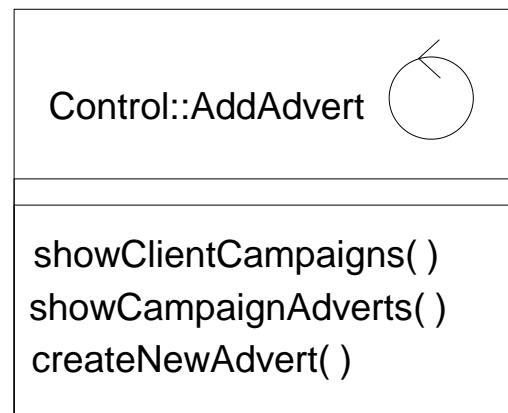 Control::AddAdvert
showClientCampaigns( )
showCampaignAdverts( )
createNewAdvert( )